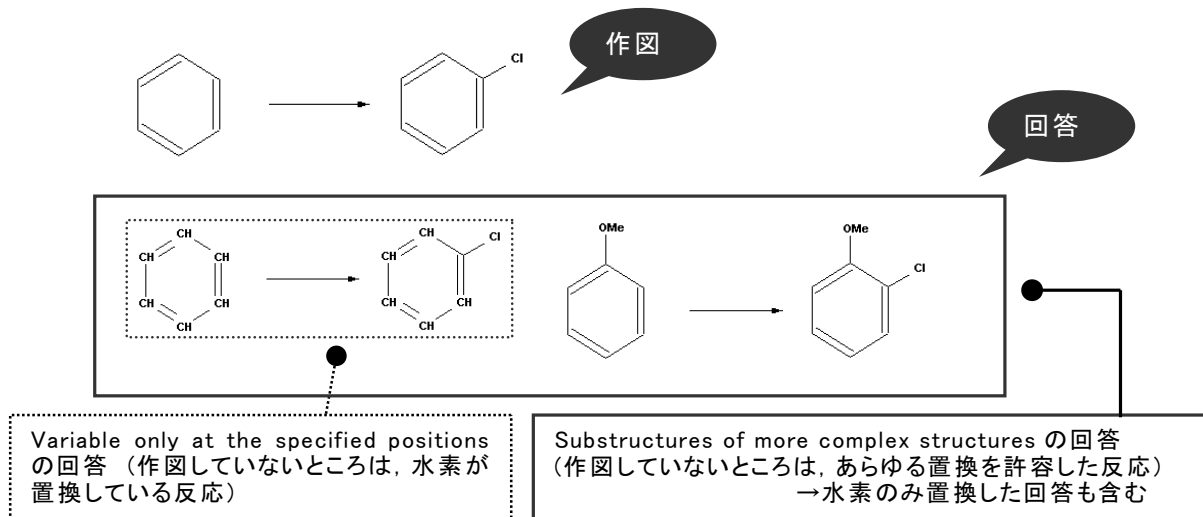 作図
Cl
回答
CH
CH
CH
CH
CH
CH
CH
CH
CH
CH
CH
Cl
OMe
OMe
Cl
Variable only at the specified positions
の回答 (作図していないところは, 水素が
置換している反応)
Substructures of more complex structures の回答
(作図していないところは, あらゆる置換を許容した反応)
→水素のみ置換した回答も含む